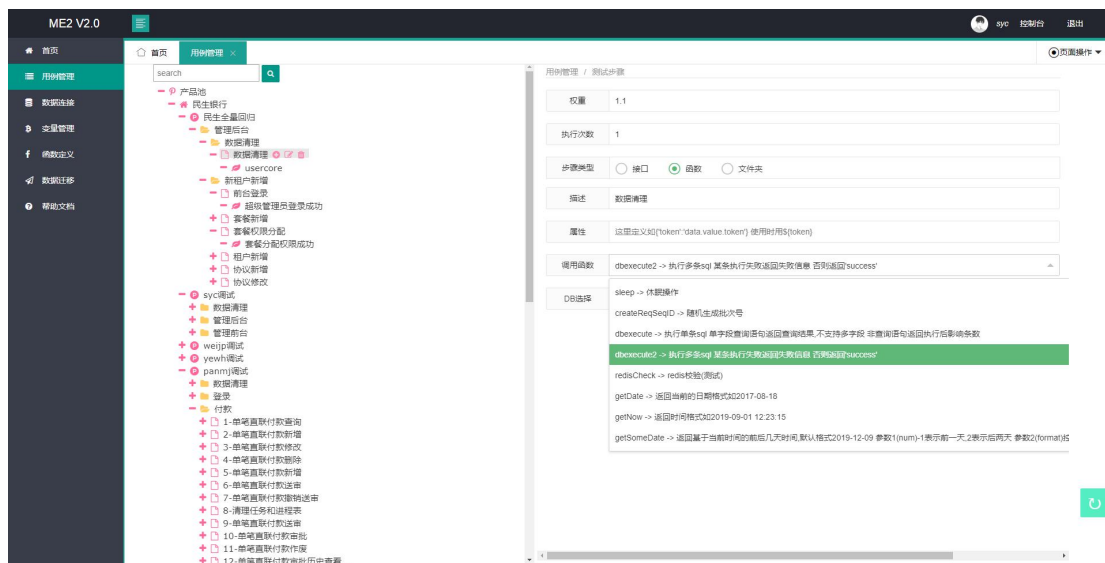 ME2 V2.0
syc 控制台 退出
首页
用例管理
数据连接
变量管理
函数定义
数据迁移
帮助文档
首页 用例管理 ×
页面操作
search
产品池
民生银行
民生全量回归
管理后台
数据清理
数据清理
usercore
新租户新增
前台登录
超级管理员登录成功
套餐新增
套餐权限分配
套餐分配权限成功
租户新增
协议新增
协议修改
syc调试
数据清理
管理后台
管理前台
weijp调试
yewh调试
panmj调试
数据清理
登录
付款
1-单笔直联付款查询
2-单笔直联付款新增
3-单笔直联付款修改
4-单笔直联付款删除
5-单笔直联付款新增
6-单笔直联付款送审
7-单笔直联付款撤销送审
8-清理任务和进程表
9-单笔直联付款送审
10-单笔直联付款审批
11-单笔直联付款作废
12-单笔直联付款审批历史查看
用例管理 / 测试步骤
权重 1.1
执行次数 1
步骤类型 接口 函数 文件夹
描述 数据清理
属性 这里定义如{'token':'data.value.token'} 使用时用${token}
调用函数 dbexecute2 -> 执行多条sql 某条执行失败返回失败信息 否则返回'success'
DB选择
sleep -> 休眠操作
createReqSeqID -> 随机生成批次号
dbexecute -> 执行单条sql 单字段查询语句返回查询结果,不支持多字段 非查询语句返回执行后影响条数
dbexecute2 -> 执行多条sql 某条执行失败返回失败信息 否则返回'success'
redisCheck -> redis校验(测试)
getDate -> 返回当前的日期格式如2017-08-18
getNow -> 返回时间格式如2019-09-01 12:23:15
getSomeDate -> 返回基于当前时间的前后几天时间,默认格式2019-12-09 参数1(num)-1表示前一天,2表示后两天 参数2(format)控